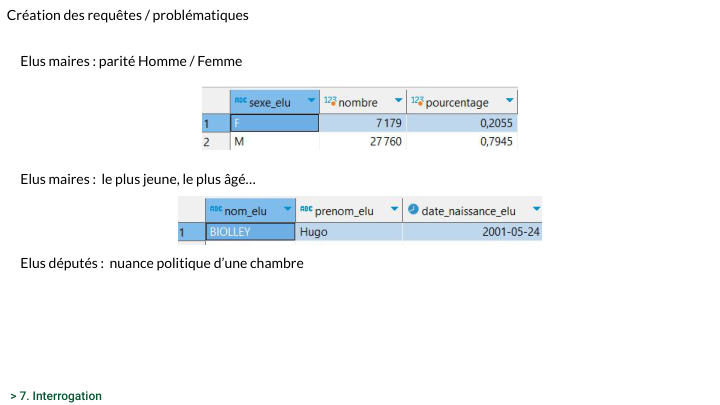 Création des requêtes / problématiques
Elus maires : parité Homme / Femme
ABC sexe_elu 123 nombre 123 pourcentage
1 F 7 179 0,2055
2 M 27 760 0,7945
Elus maires : le plus jeune, le plus âgé…
ABC nom_elu ABC prenom_elu date_naissance_elu
1 BIOLLEY Hugo 2001-05-24
Elus députés : nuance politique d’une chambre
> 7. Interrogation